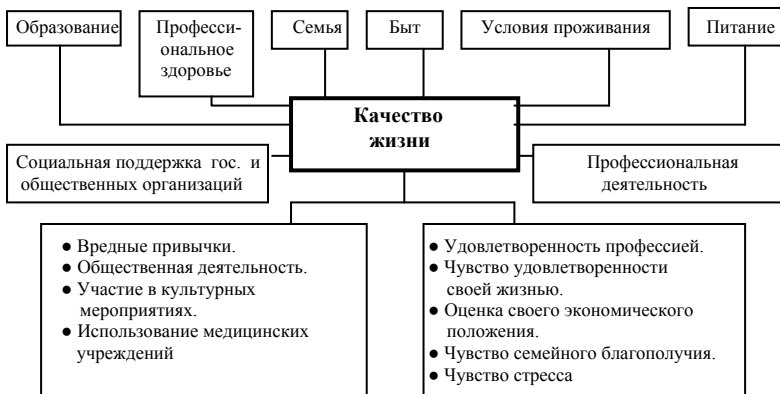 Образование
Професси-
ональное
здоровье
Семья
Быт
Условия проживания
Питание
Качество
жизни
Социальная поддержка гос. и
общественных организаций
Профессиональная
деятельность
● Вредные привычки.
● Общественная деятельность.
● Участие в культурных
мероприятиях.
● Использование медицинских
учреждений
● Удовлетворенность профессией.
● Чувство удовлетворенности
своей жизнью.
● Оценка своего экономического
положения.
● Чувство семейного благополучия.
● Чувство стресса